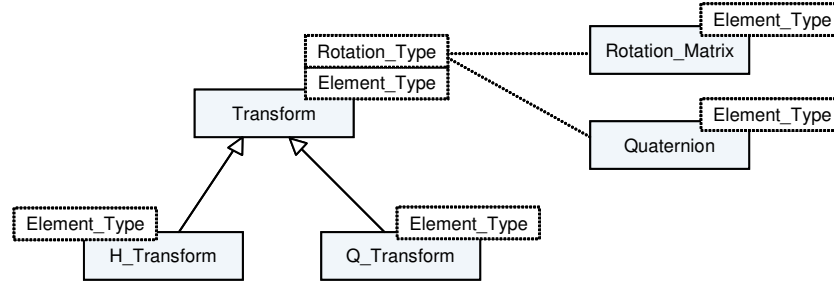 Element_Type
Rotation_Type
Rotation_Matrix
Element_Type
Transform
Element_Type
Quaternion
Element_Type
Element_Type
H_Transform
Q_Transform